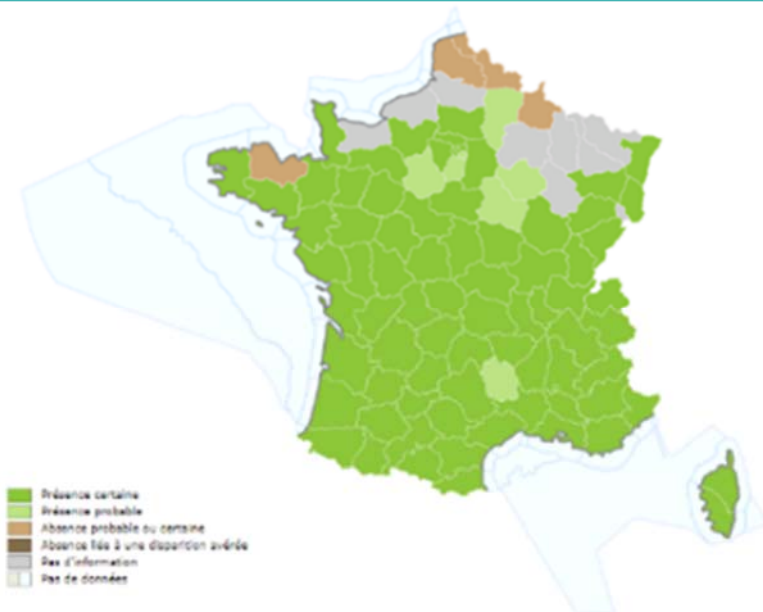 Présence certaine
Présence probable
Absence probable ou certaine
Absence liée à une disparition avérée
Pas d'information
Pas de données